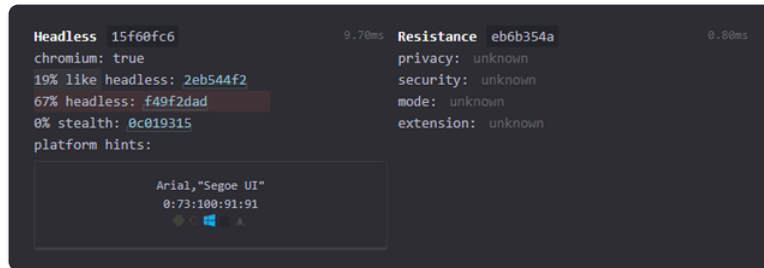 Headless 15f60fc6 9.70ms
chromium: true
19% like headless: 2eb544f2
67% headless: f49f2dad
0% stealth: 0c019315
platform hints:
Arial,"Segoe UI"
0:73:100:91:91
Resistance eb6b354a 0.80ms
privacy: unknown
security: unknown
mode: unknown
extension: unknown